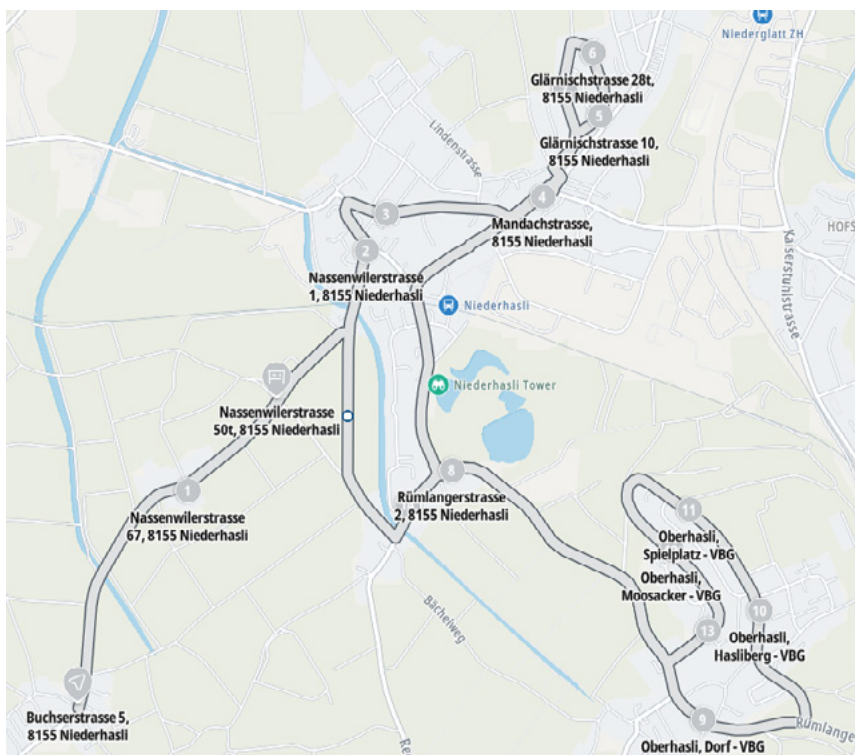 Niederglatt ZH
6
Glärnischstrasse 28t,
8155 Niederhasli
5
Lindenstrasse
Glärnischstrasse 10,
8155 Niederhasli
4
3
Mandachstrasse,
8155 Niederhasli
HOFS
Kaiserstuhlstrasse
2
Nassenwilerstrasse
1, 8155 Niederhasli
Niederhasli
Niederhasli Tower
Nassenwilerstrasse
50t, 8155 Niederhasli
8
1
Rümlangerstrasse
2, 8155 Niederhasli
Nassenwilerstrasse
67, 8155 Niederhasli
11
Oberhasli,
Spielplatz - VBG
Oberhasli,
Moosacker - VBG
Bächelweg
10
13
Oberhasli,
Hasliberg - VBG
Buchserstrasse 5,
8155 Niederhasli
9
Rümlange
Oberhasli, Dorf - VBG
Re